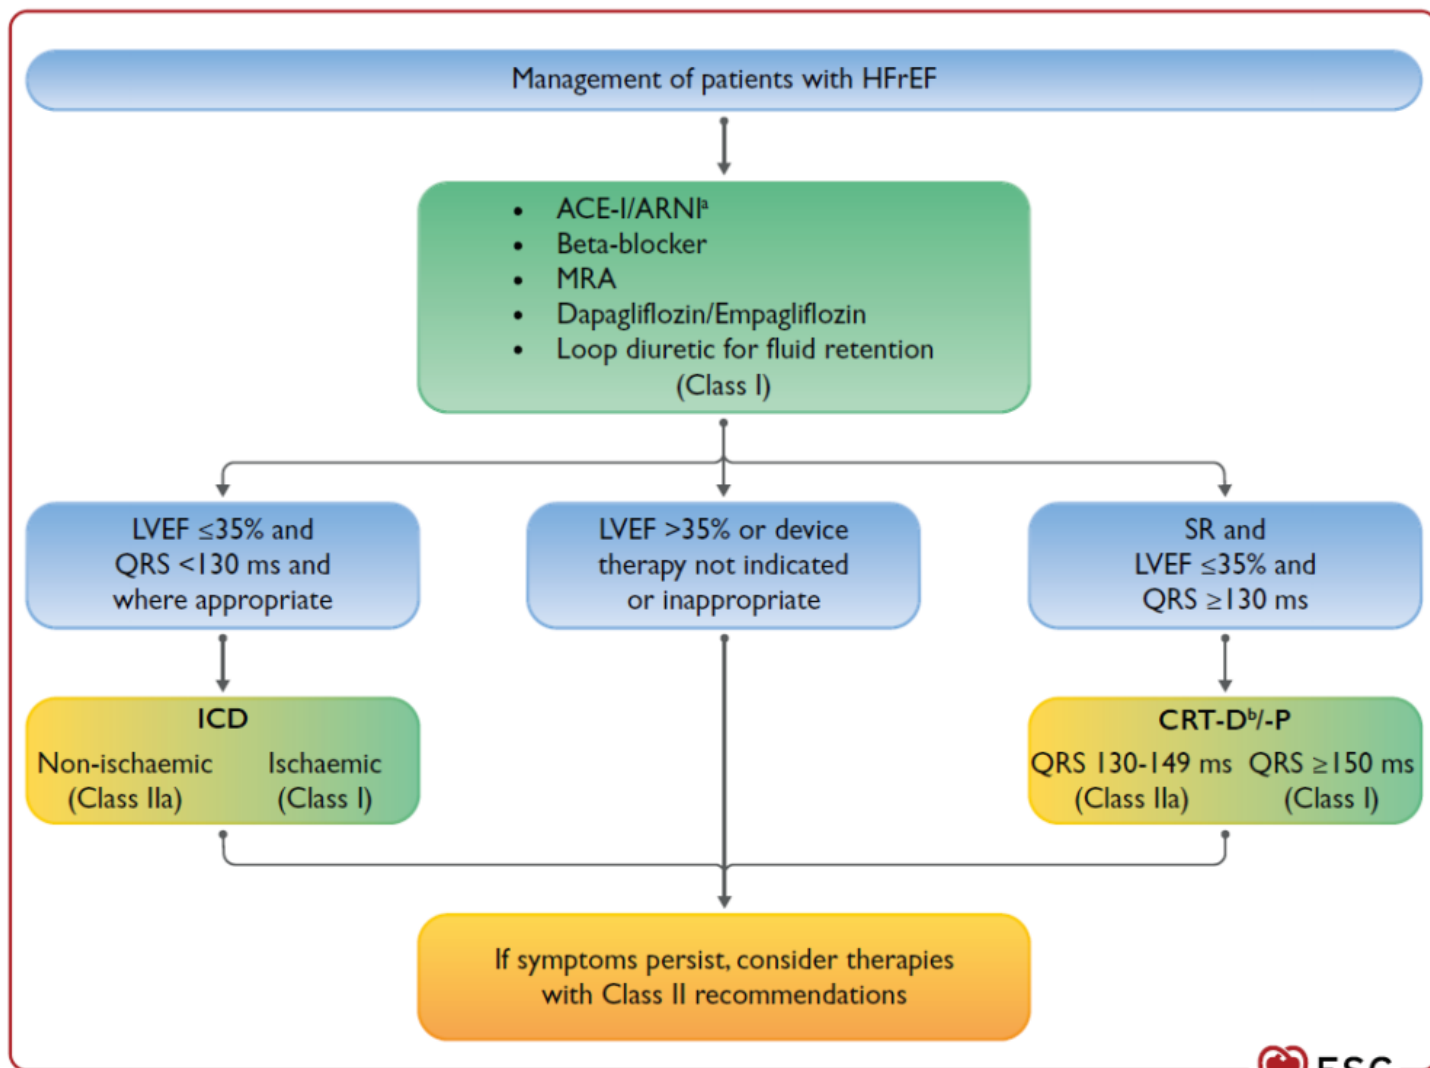 Management of patients with HFrEF
• ACE-I/ARNIᵃ
• Beta-blocker
• MRA
• Dapagliflozin/Empagliflozin
• Loop diuretic for fluid retention
(Class I)
LVEF ≤35% and
QRS <130 ms and
where appropriate
LVEF >35% or device
therapy not indicated
or inappropriate
SR and
LVEF ≤35% and
QRS ≥130 ms
ICD
Non-ischaemic
(Class IIa)
Ischaemic
(Class I)
CRT-Dᵇ/-P
QRS 130-149 ms
(Class IIa)
QRS ≥150 ms
(Class I)
If symptoms persist, consider therapies
with Class II recommendations
ESC